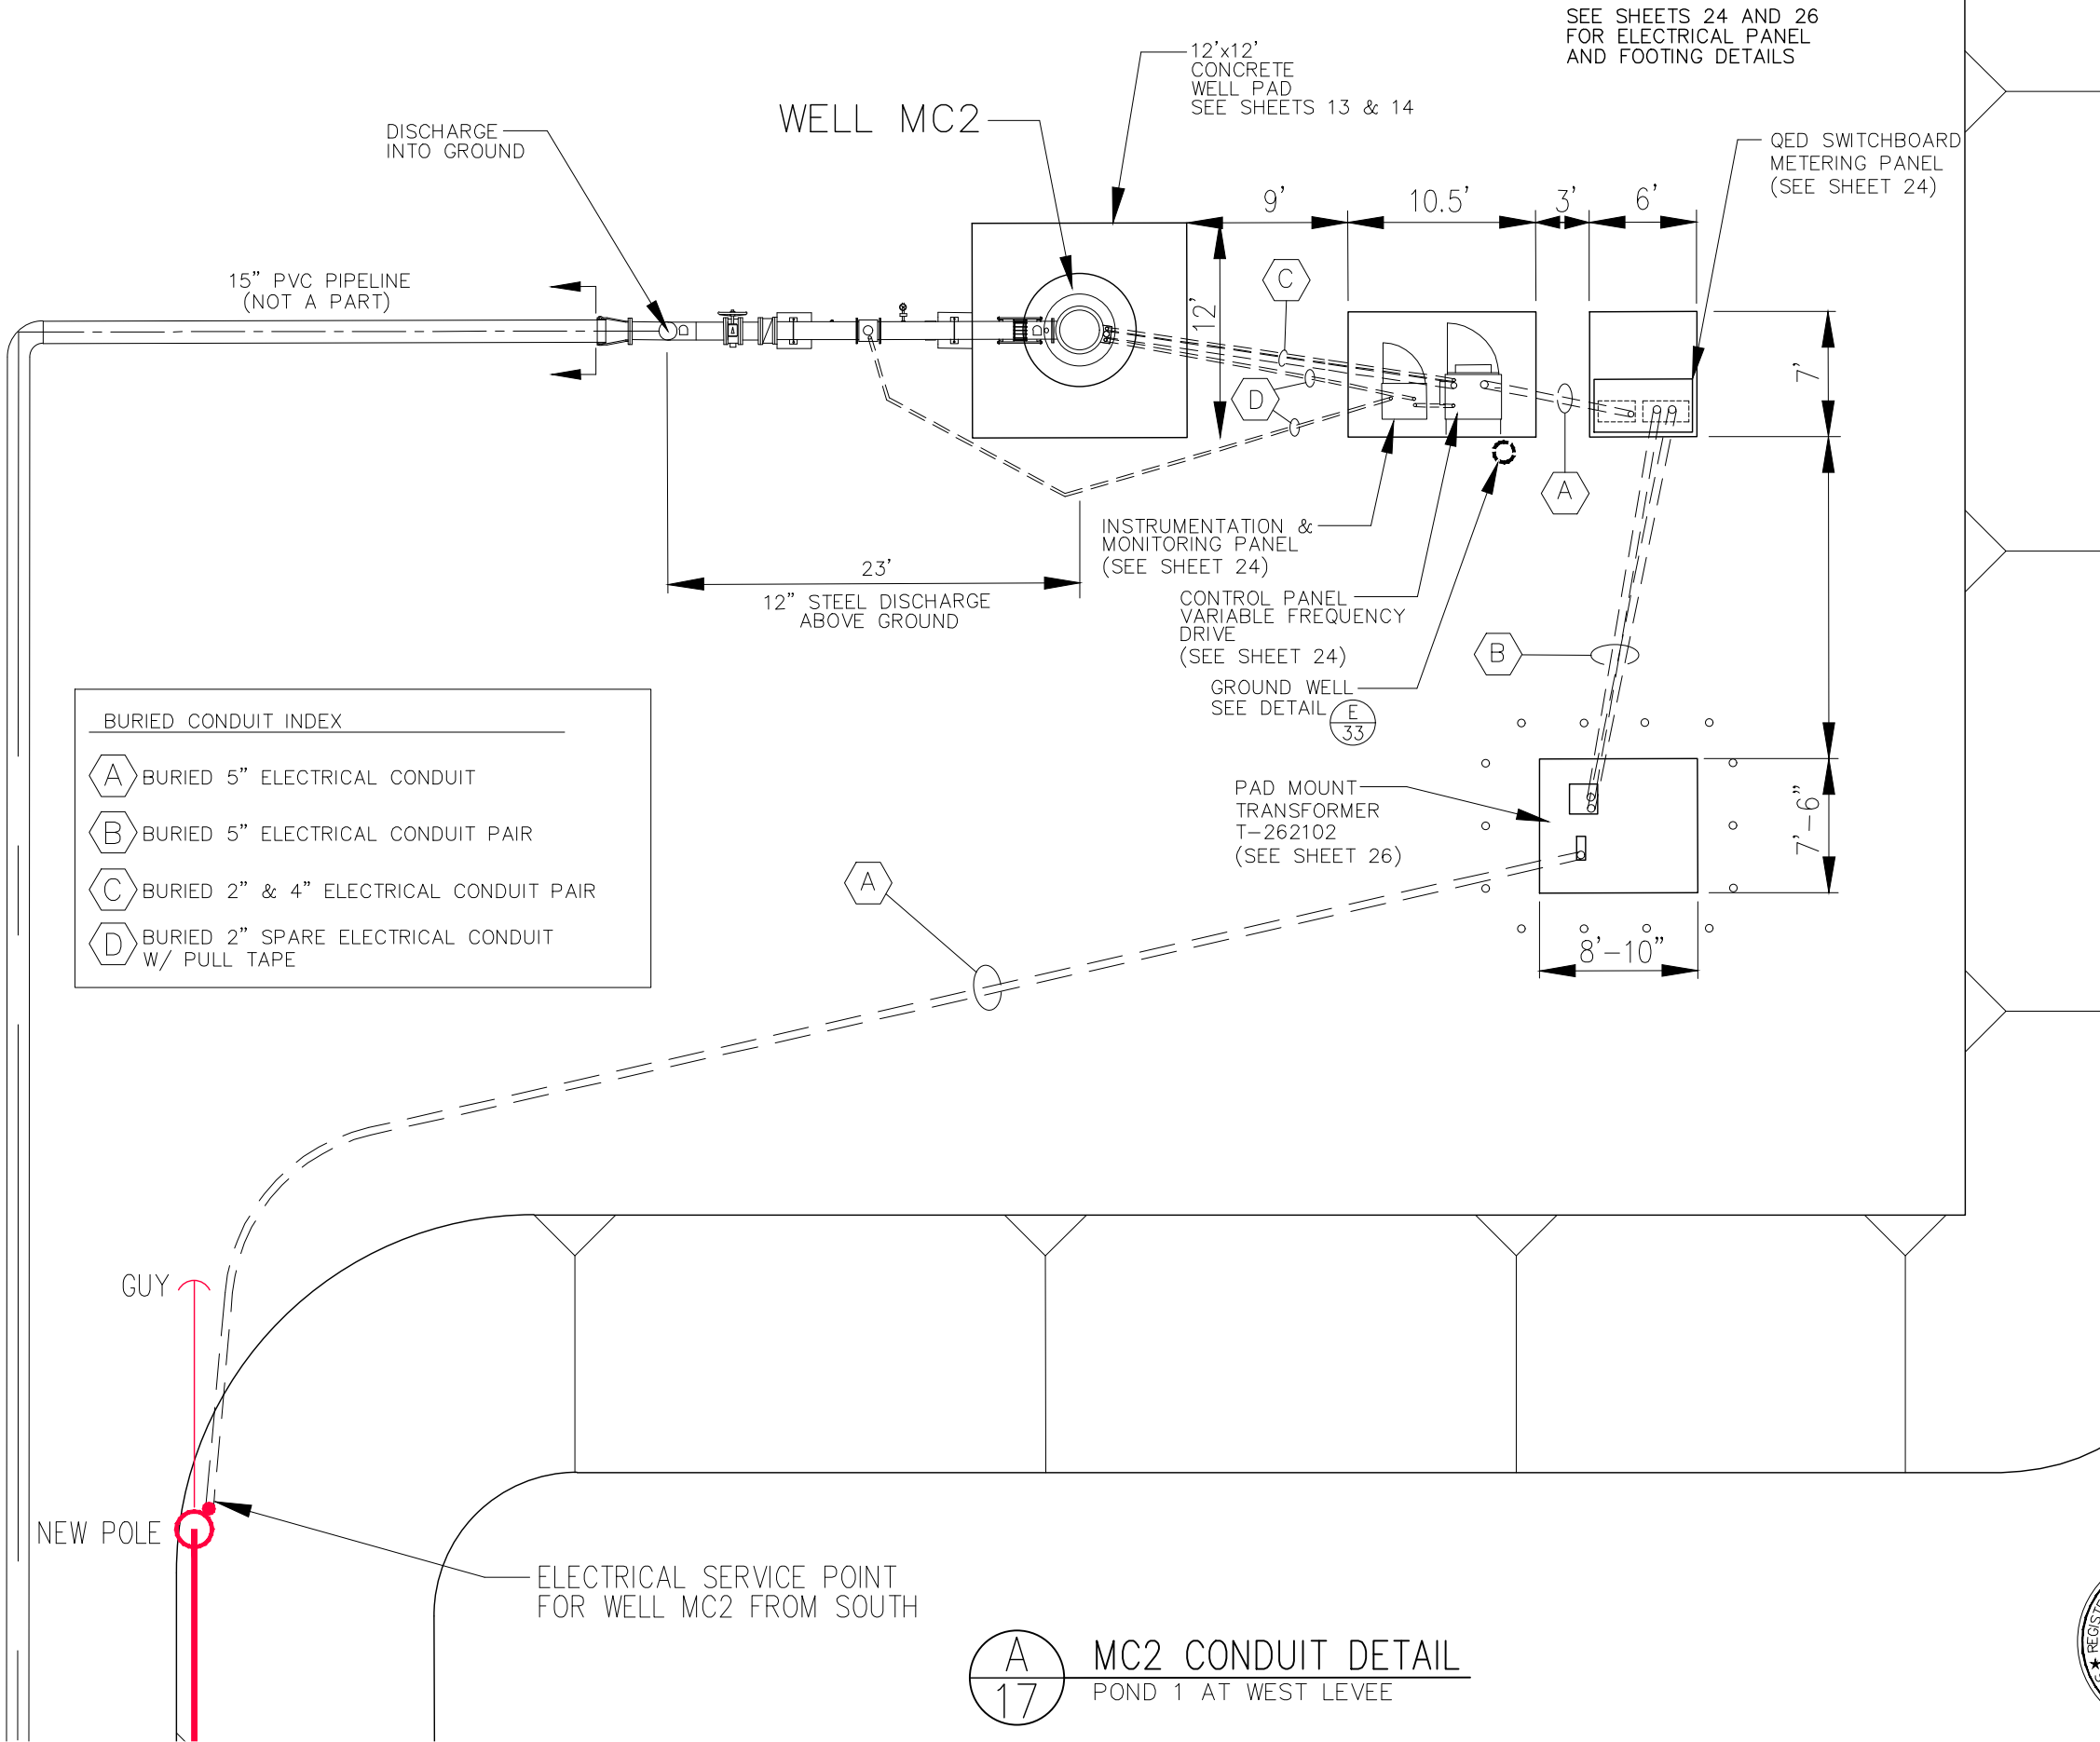 SEE SHEETS 24 AND 26
FOR ELECTRICAL PANEL
AND FOOTING DETAILS
12'x12'
CONCRETE
WELL PAD
SEE SHEETS 13 & 14
WELL MC2
DISCHARGE
INTO GROUND
QED SWITCHBOARD
METERING PANEL
(SEE SHEET 24)
9'
10.5'
3'
6'
15" PVC PIPELINE
(NOT A PART)
C
12'
D
7'
A
INSTRUMENTATION &
MONITORING PANEL
(SEE SHEET 24)
23'
12" STEEL DISCHARGE
ABOVE GROUND
CONTROL PANEL
VARIABLE FREQUENCY
DRIVE
(SEE SHEET 24)
B
GROUND WELL
SEE DETAIL
E
33
BURIED CONDUIT INDEX
A BURIED 5" ELECTRICAL CONDUIT
B BURIED 5" ELECTRICAL CONDUIT PAIR
C BURIED 2" & 4" ELECTRICAL CONDUIT PAIR
D BURIED 2" SPARE ELECTRICAL CONDUIT
W/ PULL TAPE
PAD MOUNT
TRANSFORMER
T-262102
(SEE SHEET 26)
7'-6"
8'-10"
A
GUY
NEW POLE
ELECTRICAL SERVICE POINT
FOR WELL MC2 FROM SOUTH
A
17
MC2 CONDUIT DETAIL
POND 1 AT WEST LEVEE